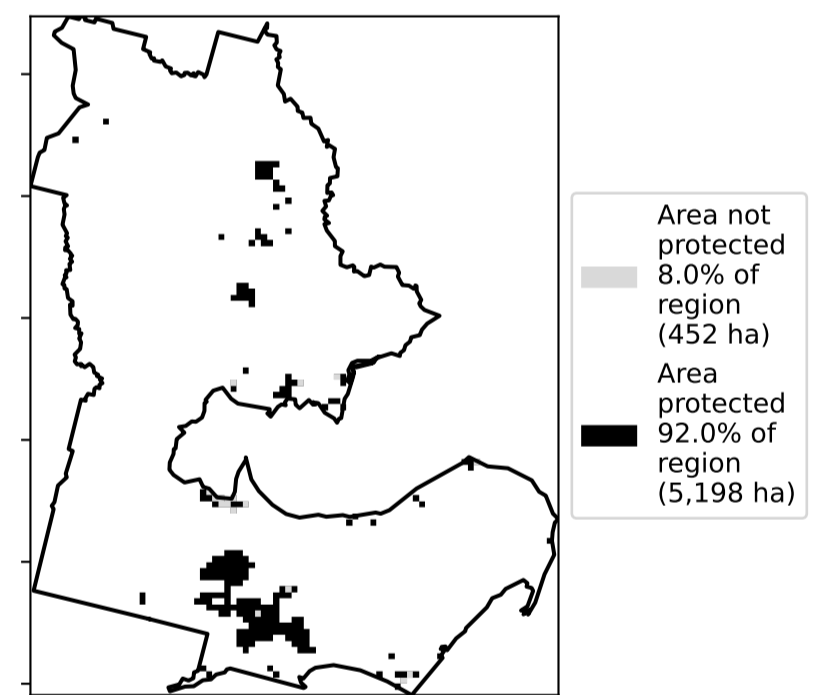 Area not
protected
8.0% of
region
(452 ha)
Area
protected
92.0% of
region
(5,198 ha)